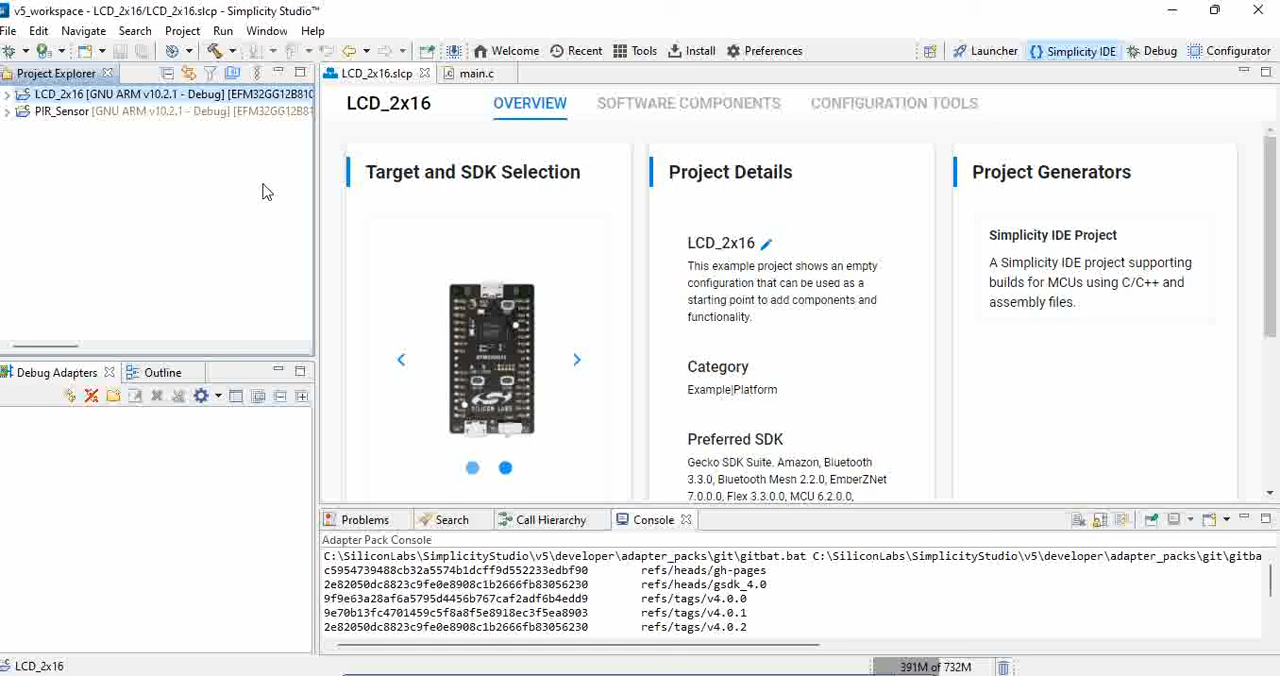 v5_workspace - LCD_2x16/LCD_2x16.slcp - Simplicity Studio™
File Edit Navigate Search Project Run Window Help
Welcome Recent Tools Install Preferences Launcher Simplicity IDE Debug Configurator
Project Explorer
LCD_2x16 [GNU ARM v10.2.1 - Debug] [EFM32GG12B810
PIR_Sensor [GNU ARM v10.2.1 - Debug] [EFM32GG12B81
LCD_2x16.slcp main.c
LCD_2x16 OVERVIEW SOFTWARE COMPONENTS CONFIGURATION TOOLS
Target and SDK Selection
SILICON LABS
Project Details
LCD_2x16
This example project shows an empty
configuration that can be used as a
starting point to add components and
functionality.
Category
Example|Platform
Preferred SDK
Gecko SDK Suite. Amazon, Bluetooth
3.3.0, Bluetooth Mesh 2.2.0, EmberZNet
7.0.0.0, Flex 3.3.0.0, MCU 6.2.0.0,
Project Generators
Simplicity IDE Project
A Simplicity IDE project supporting
builds for MCUs using C/C++ and
assembly files.
Debug Adapters Outline
Problems Search Call Hierarchy Console
Adapter Pack Console
C:\SiliconLabs\SimplicityStudio\v5\developer\adapter_packs\git\gitbat.bat C:\SiliconLabs\SimplicityStudio\v5\developer\adapter_packs\git\gitba
c5954739488cb32a557eb1dcff9d552233edbf90 refs/heads/gh-pages
2e82050dc8823c9fe0e8908c1b2666fb83056230 refs/heads/gsdk_4.0
9f9e63a28af6a5795d4456b767caf2adf6b4edd9 refs/tags/v4.0.0
9e70b13fc4701459c5f8a8f5e8918ec3f5ea8903 refs/tags/v4.0.1
2e82050dc8823c9fe0e8908c1b2666fb83056230 refs/tags/v4.0.2
LCD_2x16
391M of 732M